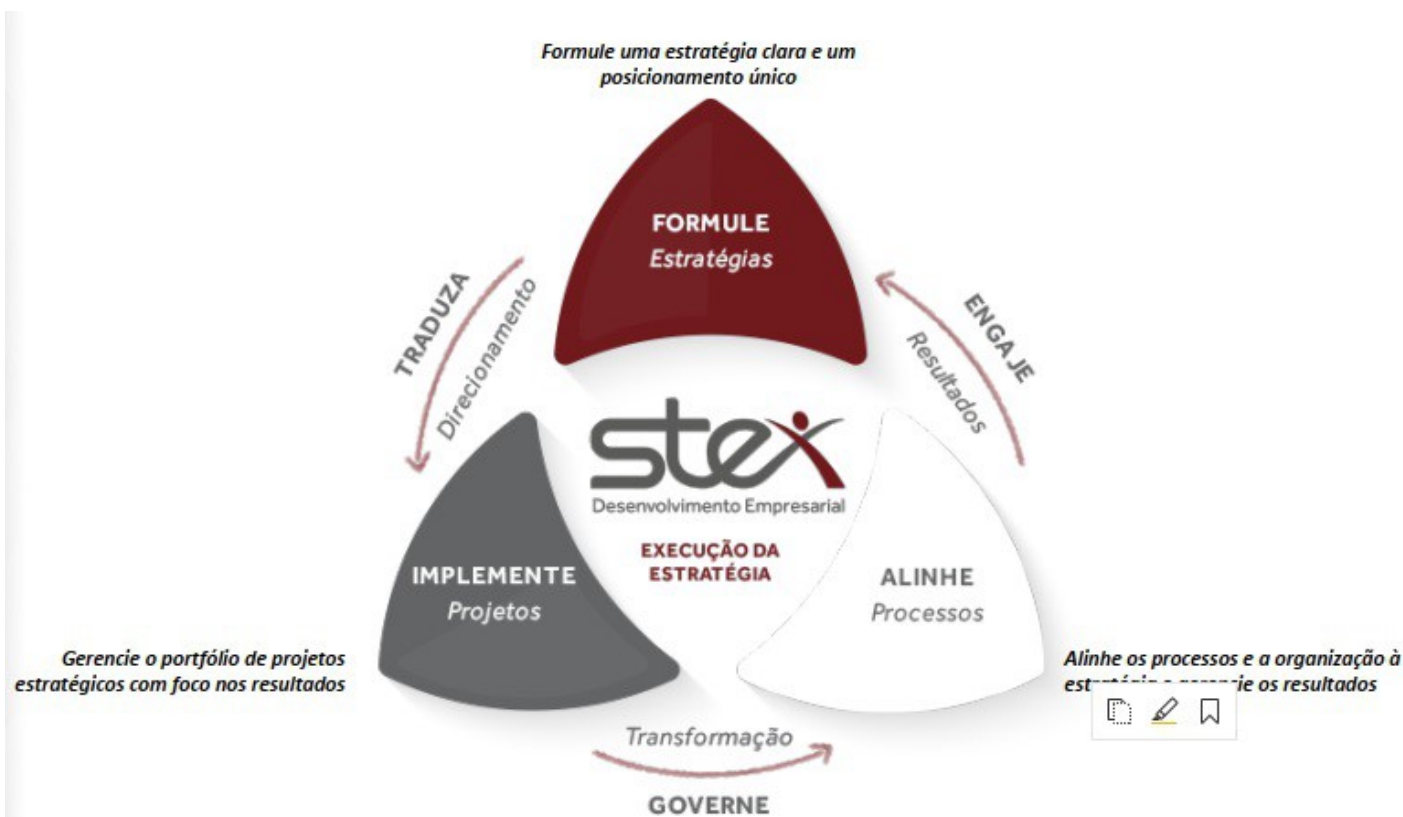 Formule uma estratégia clara e um
posicionamento único
FORMULE
Estratégias
TRADUZA
Direcionamento
ENGAJE
Resultados
stex
Desenvolvimento Empresarial
EXECUÇÃO DA
ESTRATÉGIA
IMPLEMENTE
Projetos
ALINHE
Processos
Gerencie o portfólio de projetos
estratégicos com foco nos resultados
Alinhe os processos e a organização à
os resultados
Transformação
GOVERNE